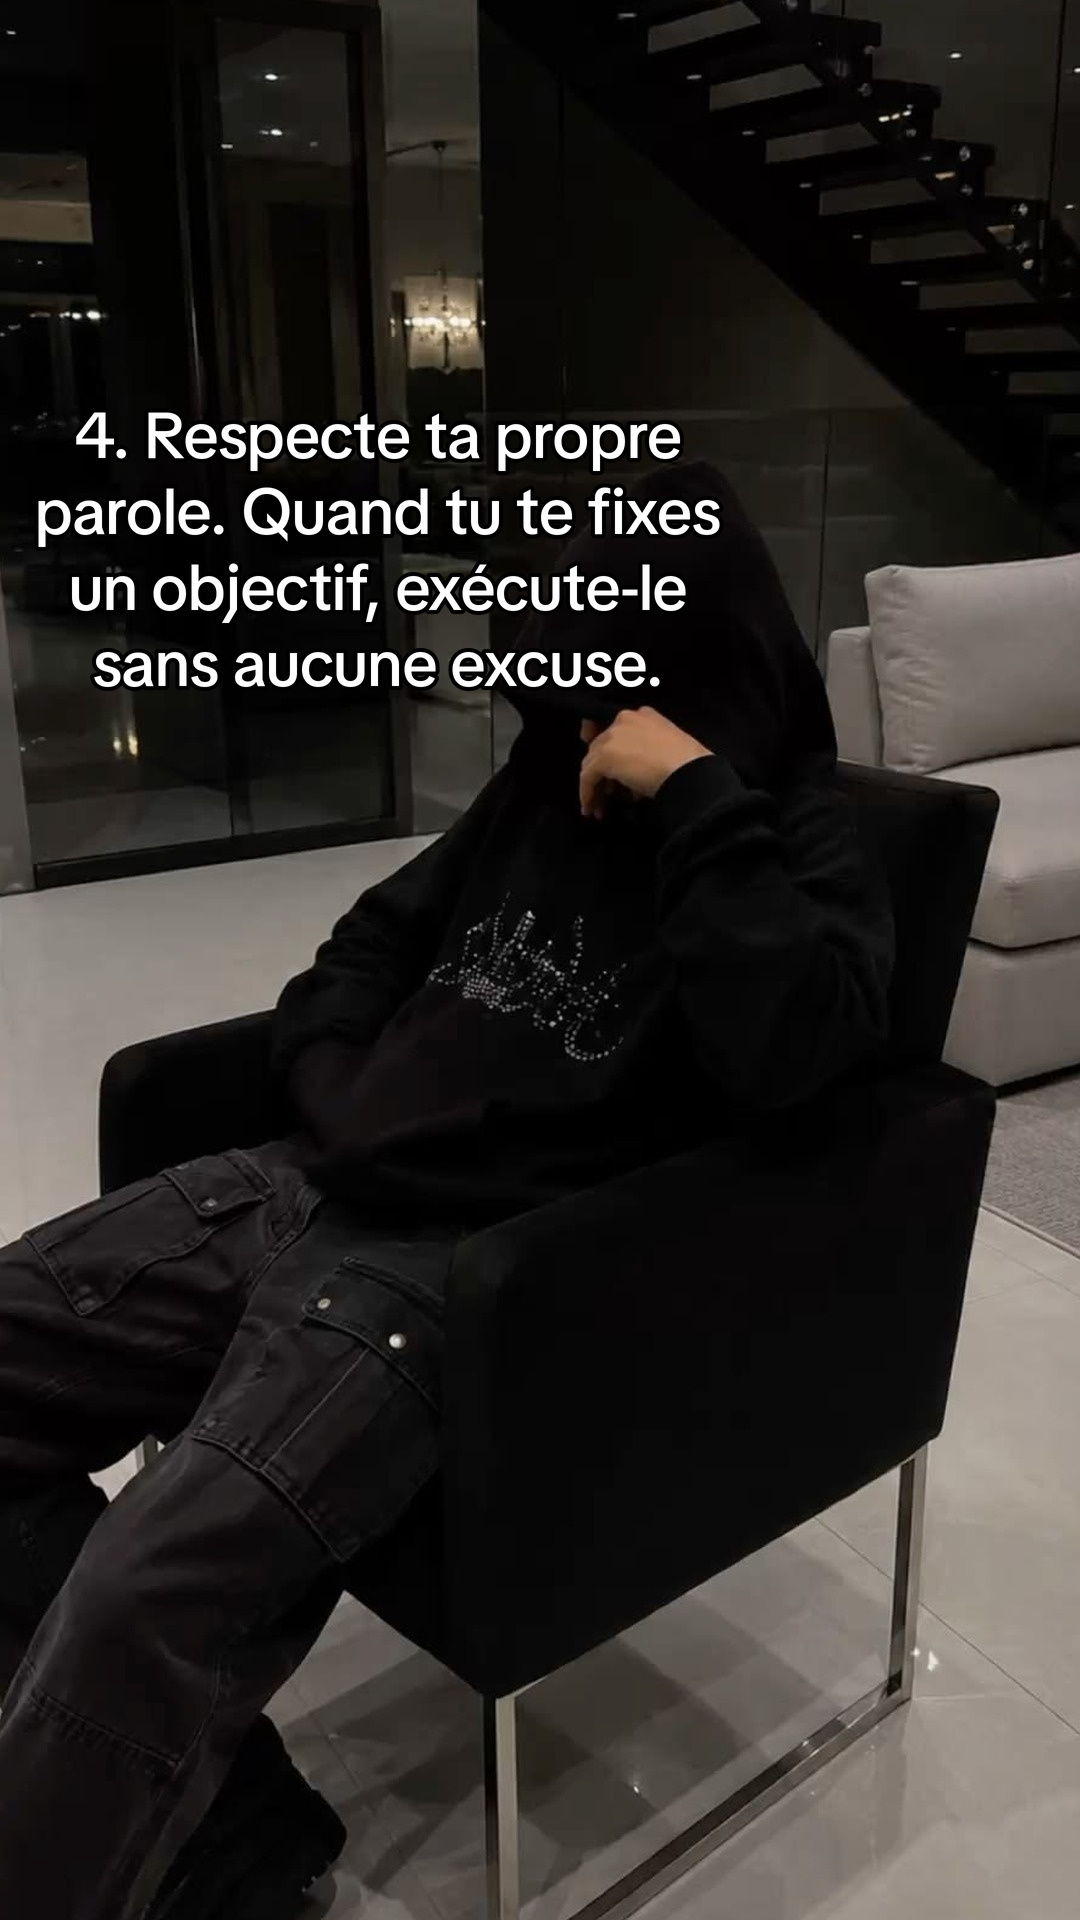 4. Respecte ta propre
parole. Quand tu te fixes
un objectif, exécute-le
sans aucune excuse.